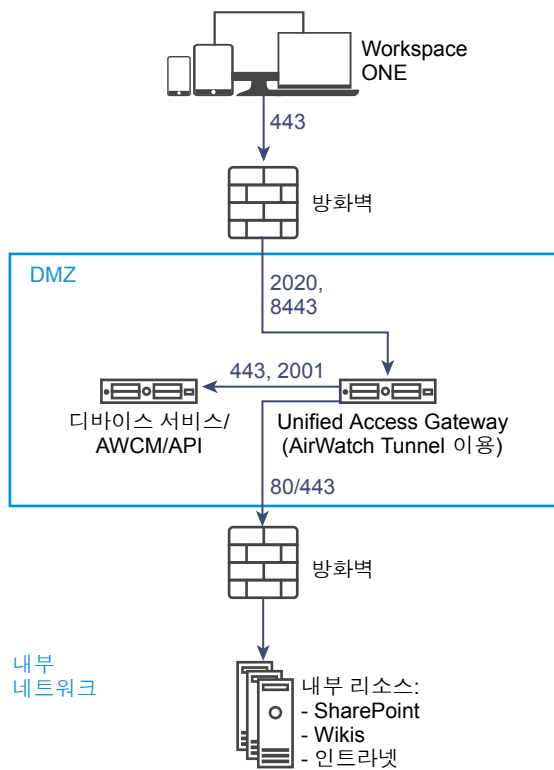 Workspace
ONE
443
방화벽
DMZ
2020,
8443
443, 2001
디바이스 서비스/
AWCM/API
Unified Access Gateway
(AirWatch Tunnel 이용)
80/443
방화벽
내부
네트워크
내부 리소스:
- SharePoint
- Wikis
- 인트라넷